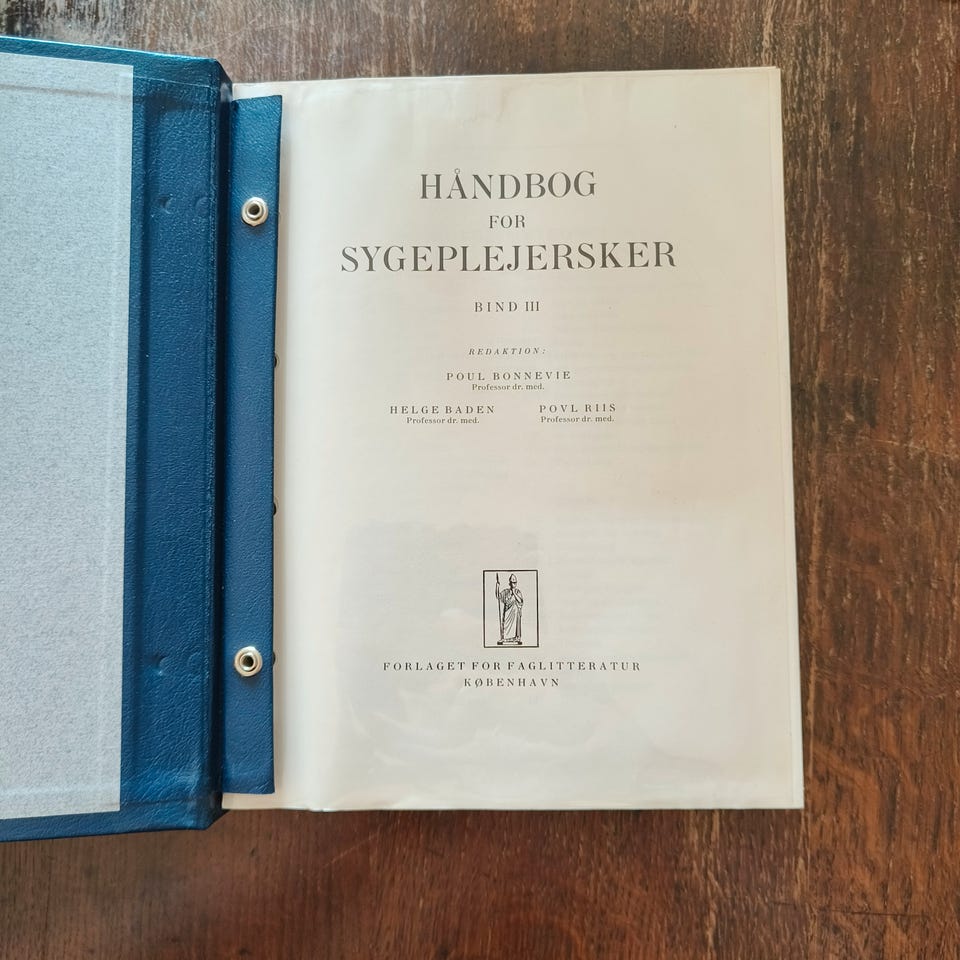 HÅNDBOG
FOR
SYGEPLEJERSKER
BIND III
REDAKTION:
POUL BONNEVIE
Professor dr. med.
HELGE BADEN
Professor dr. med.
POVL RIIS
Professor dr. med.
FORLAGET FOR FAGLITTERATUR
KØBENHAVN